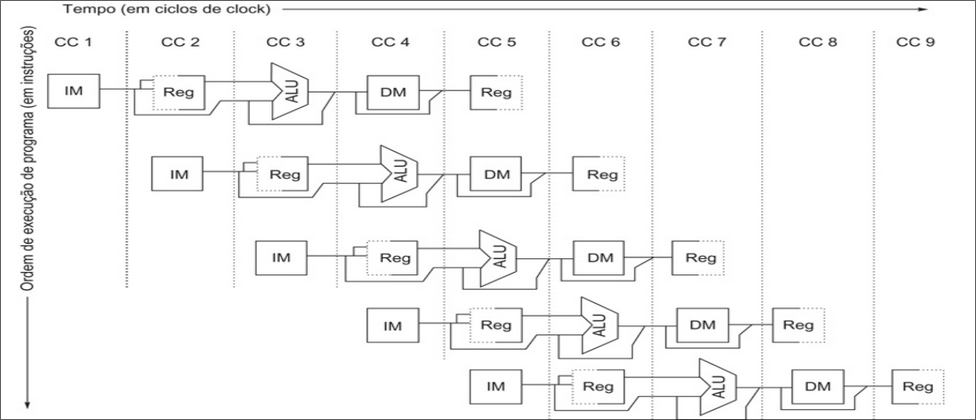 Tempo (em ciclos de clock)
Ordem de execução de programa (em instruções)
CC 1 CC 2 CC 3 CC 4 CC 5 CC 6 CC 7 CC 8 CC 9
IM Reg ALU DM Reg
IM Reg ALU DM Reg
IM Reg ALU DM Reg
IM Reg ALU DM Reg
IM Reg ALU DM Reg